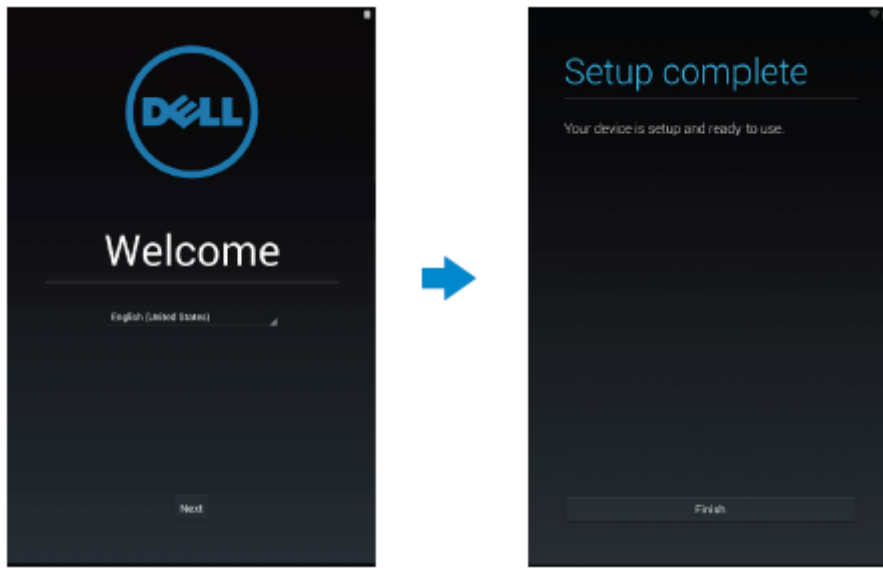 DELL
Welcome
English (United States)
Next
Setup complete
Your device is setup and ready to use.
Finish